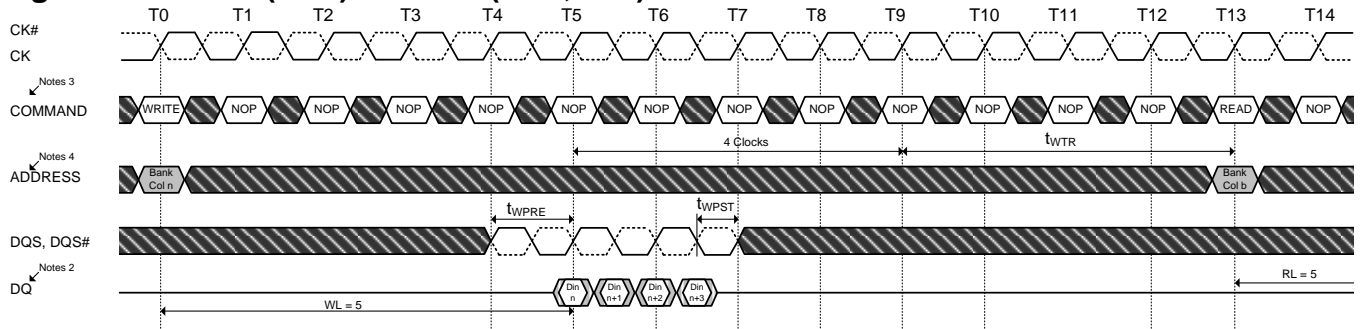 T0 T1 T2 T3 T4 T5 T6 T7 T8 T9 T10 T11 T12 T13 T14
CK#
CK
Notes 3
COMMAND
WRITE NOP NOP NOP NOP NOP NOP NOP NOP NOP NOP NOP NOP READ NOP
4 Clocks
tWTR
Notes 4
ADDRESS
Bank
Col n
Bank
Col b
tWPRE
tWPST
DQS, DQS#
Notes 2
DQ
Din
n
Din
n+1
Din
n+2
Din
n+3
RL = 5
WL = 5